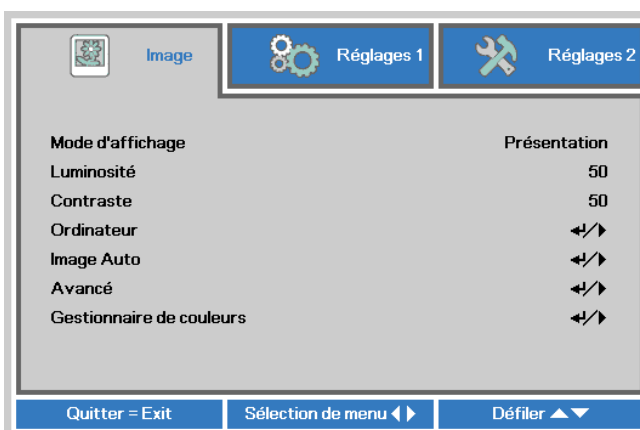 Image Réglages 1 Réglages 2
Mode d'affichage Présentation
Luminosité 50
Contraste 50
Ordinateur ↵/▶
Image Auto ↵/▶
Avancé ↵/▶
Gestionnaire de couleurs ↵/▶
Quitter = Exit Sélection de menu ◀▶ Défiler ▲▼